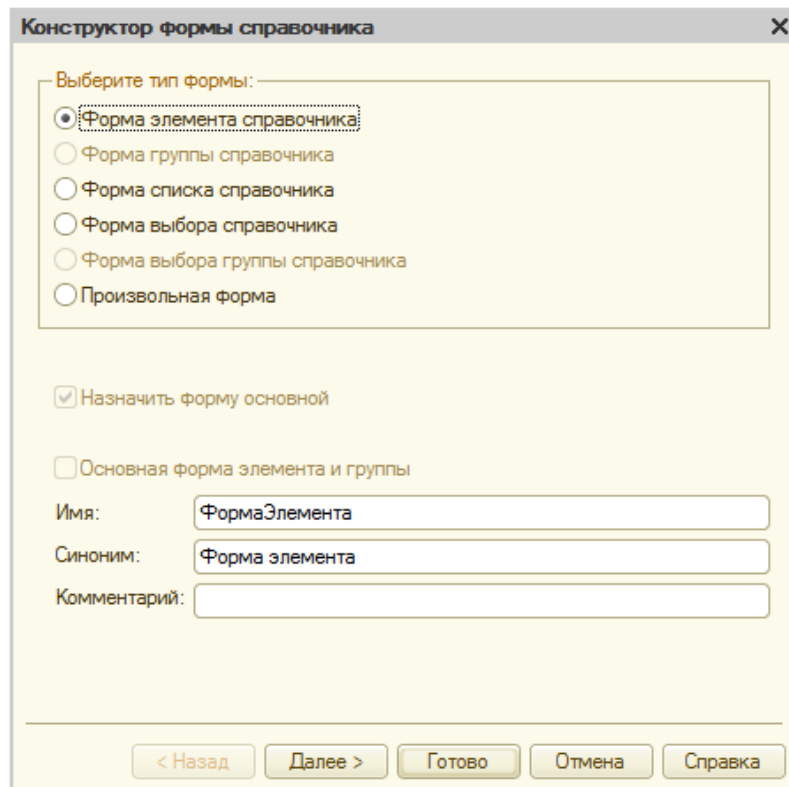 Конструктор формы справочника
Выберите тип формы:
Форма элемента справочника
Форма группы справочника
Форма списка справочника
Форма выбора справочника
Форма выбора группы справочника
Произвольная форма
Назначить форму основной
Основная форма элемента и группы
Имя: ФормаЭлемента
Синоним: Форма элемента
Комментарий:
< Назад Далее > Готово Отмена Справка